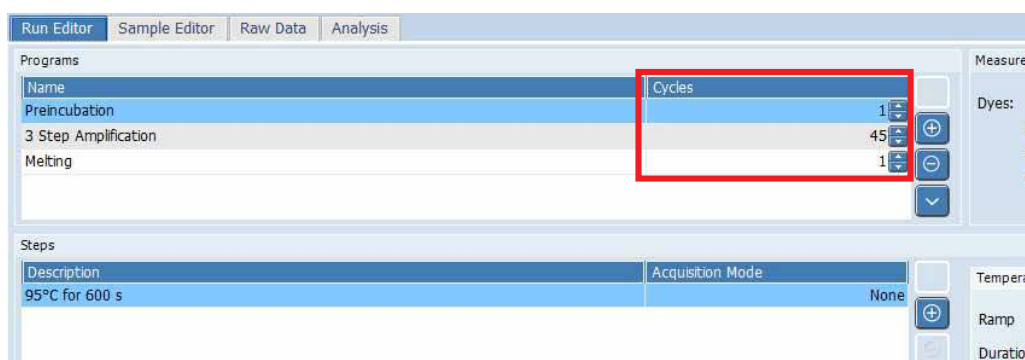 Run Editor Sample Editor Raw Data Analysis
Programs
Name Cycles
Preincubation 1
3 Step Amplification 45
Melting 1
Measure
Dyes:
Steps
Description Acquisition Mode
95°C for 600 s None
Tempera
Ramp
Duratio